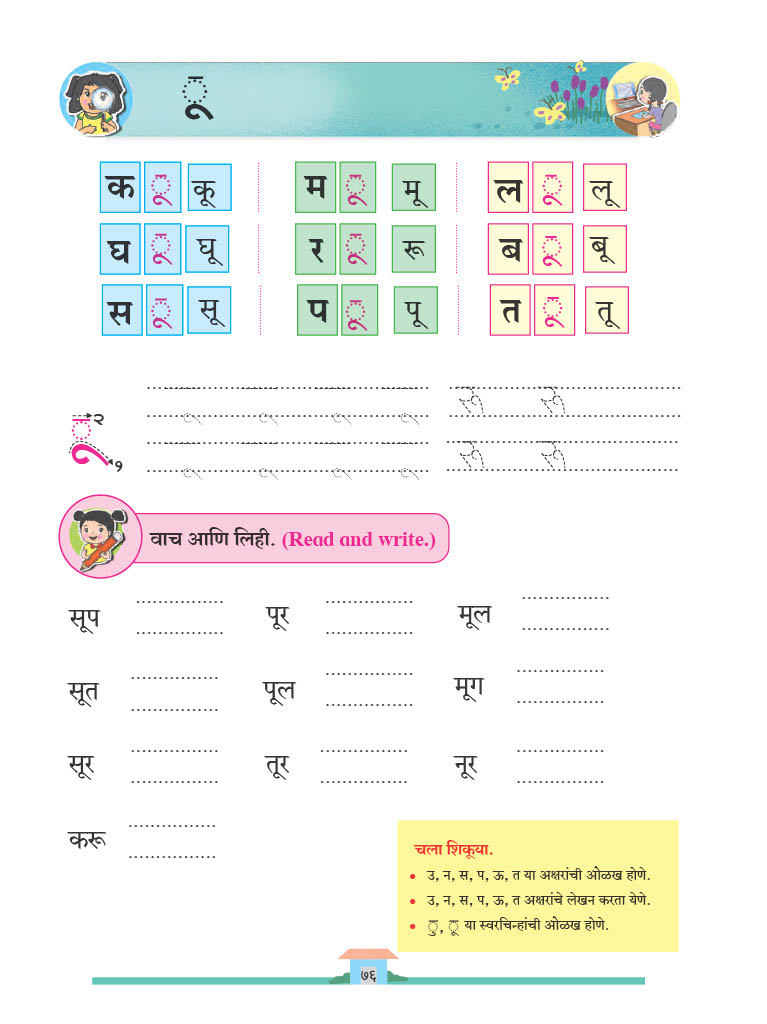 ू
क ू कू म ू मू ल ू लू
घ ू घू र ू रू ब ू बू
स ू सू प ू पू त ू तू
ू २ १
वाच आणि लिही. (Read and write.)
सूप पूर मूल
सूत पूल मूग
सूर तूर नूर
करू
चला शिकूया.
• उ, न, स, प, ऊ, त या अक्षरांची ओळख होणे.
• उ, न, स, प, ऊ, त अक्षरांचे लेखन करता येणे.
• ु, ू या स्वरचिन्हांची ओळख होणे.
७६